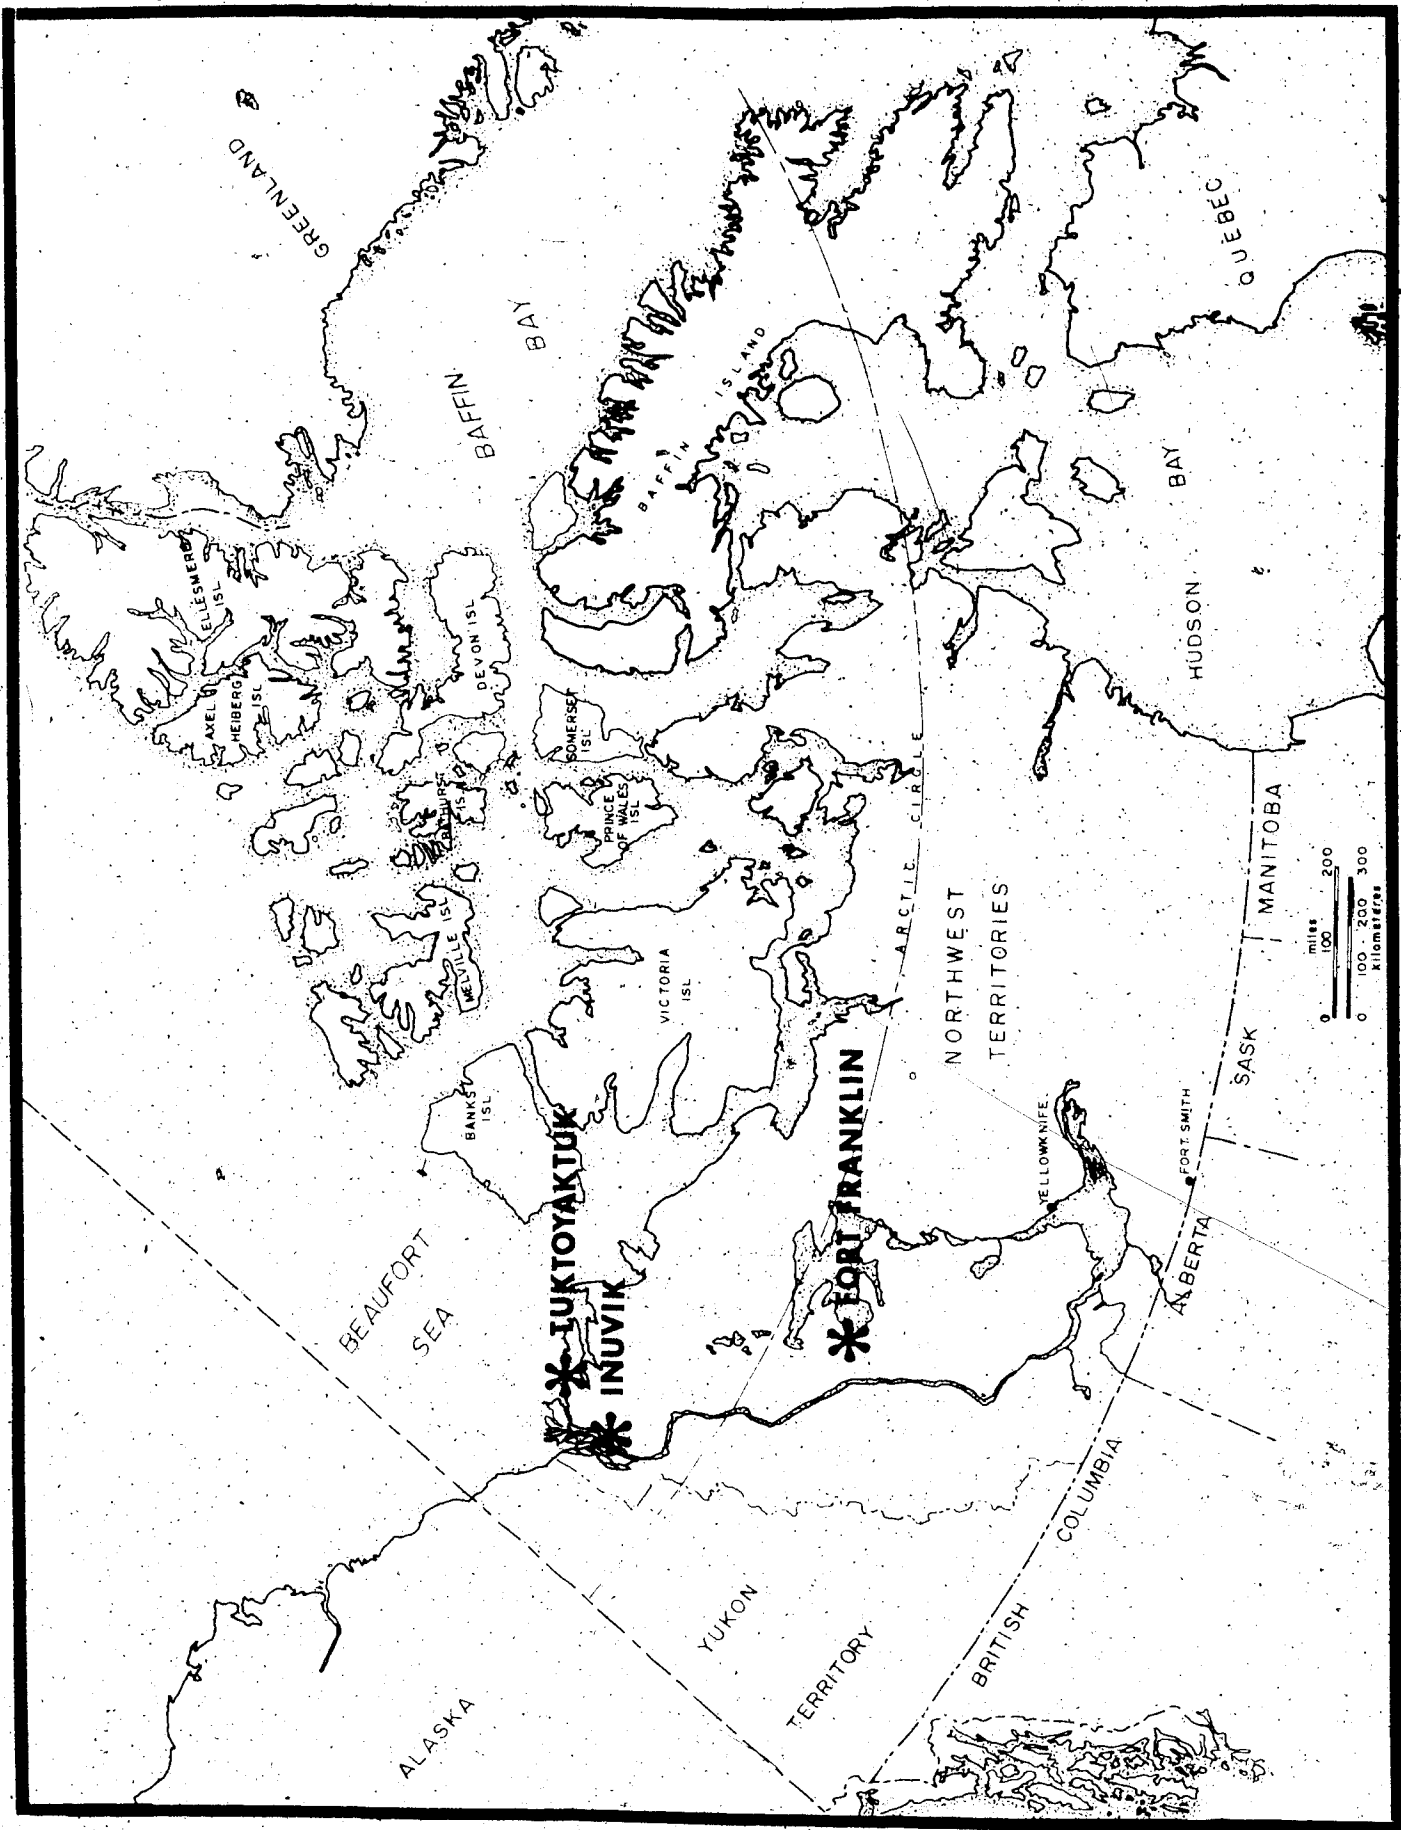 GREENLAND
BAFFIN
BAY
ELLESMERE
ISL
AXEL
HEIBERG
ISL
DEVON ISL
BAFFIN ISLAND
SOMERSET
ISL
BATHURST
ISL
PRINCE
OF WALES
ISL
MELVILLE ISL
VICTORIA
ISL
BANKS
ISL
BEAUFORT
SEA
TUKTOYAKTUK
INUVIK
FORT FRANKLIN
ARCTIC CIRCLE
NORTHWEST
TERRITORIES
YELLOWKNIFE
FORT SMITH
HUDSON BAY
QUEBEC
MANITOBA
SASK
ALBERTA
BRITISH COLUMBIA
YUKON
TERRITORY
ALASKA
miles
0 100 200
0 100 200 300
kilometres